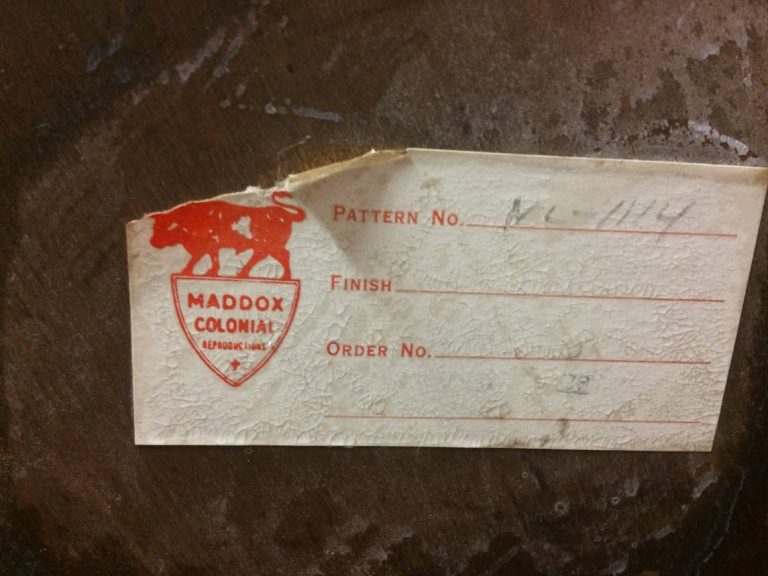 MADDOX
COLONIAL
REPRODUCTIONS
PATTERN NO.
FINISH
ORDER NO.